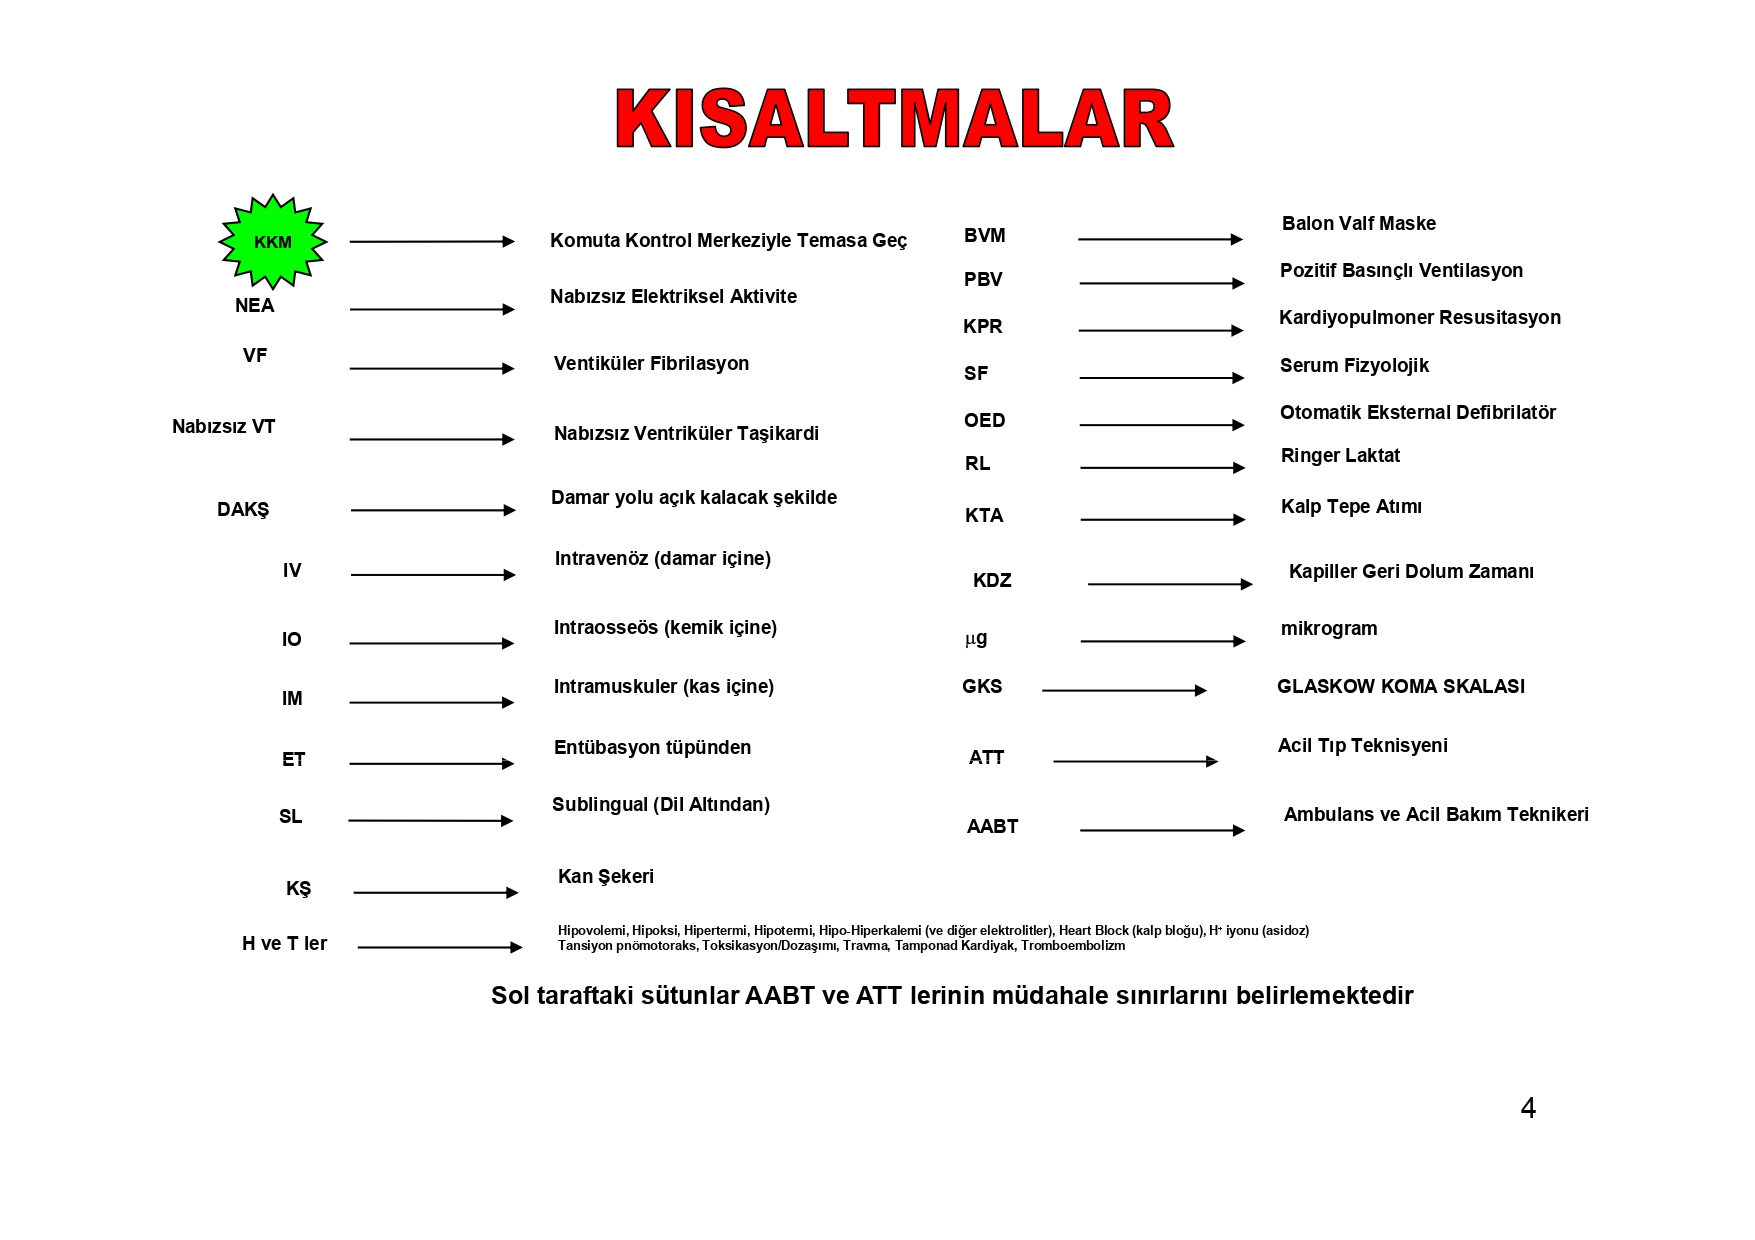 KISALTMALAR
KKM
Komuta Kontrol Merkeziyle Temasa Geç
NEA
Nabızsız Elektriksel Aktivite
VF
Ventiküler Fibrilasyon
Nabızsız VT
Nabızsız Ventriküler Taşikardi
DAKŞ
Damar yolu açık kalacak şekilde
IV
Intravenöz (damar içine)
IO
Intraosseös (kemik içine)
IM
Intramuskuler (kas içine)
ET
Entübasyon tüpünden
SL
Sublingual (Dil Altından)
KŞ
Kan Şekeri
H ve T ler
Hipovolemi, Hipoksi, Hipertermi, Hipotermi, Hipo-Hiperkalemi (ve diğer elektrolitler), Heart Block (kalp bloğu), H⁺ iyonu (asidoz)
Tansiyon pnömotoraks, Toksikasyon/Dozaşımı, Travma, Tamponad Kardiyak, Tromboembolizm
BVM
Balon Valf Maske
PBV
Pozitif Basınçlı Ventilasyon
KPR
Kardiyopulmoner Resusitasyon
SF
Serum Fizyolojik
OED
Otomatik Eksternal Defibrilatör
RL
Ringer Laktat
KTA
Kalp Tepe Atımı
KDZ
Kapiller Geri Dolum Zamanı
µg
mikrogram
GKS
GLASKOW KOMA SKALASI
ATT
Acil Tıp Teknisyeni
AABT
Ambulans ve Acil Bakım Teknikeri
Sol taraftaki sütunlar AABT ve ATT lerinin müdahale sınırlarını belirlemektedir
4